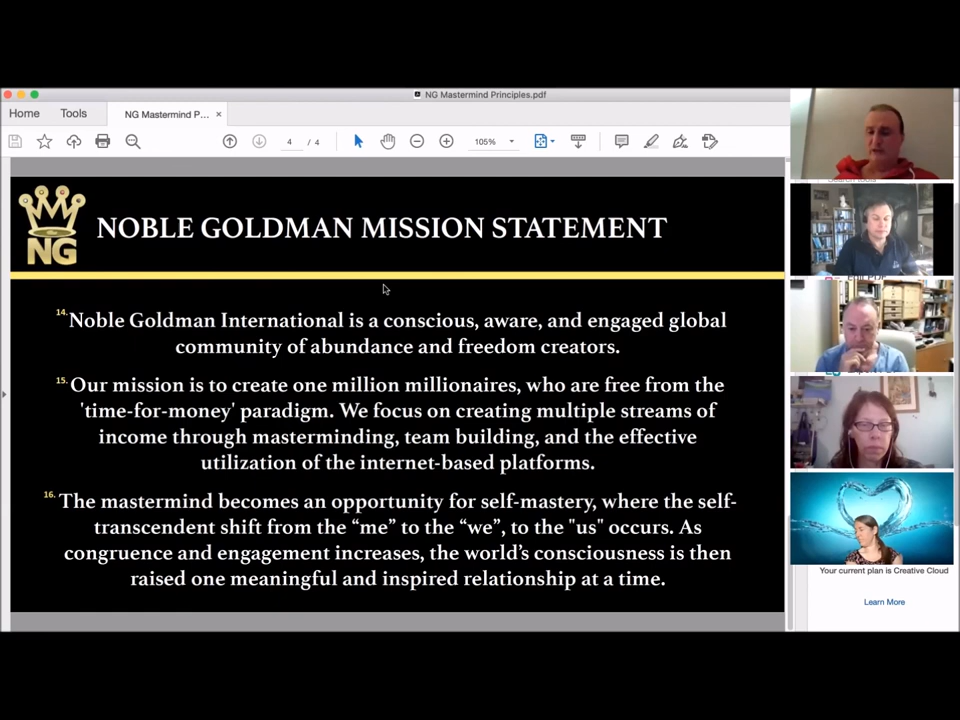 NG Mastermind Principles.pdf
Home Tools NG Mastermind P... ×
4 / 4 105%
NG
NOBLE GOLDMAN MISSION STATEMENT
14. Noble Goldman International is a conscious, aware, and engaged global
community of abundance and freedom creators.
15. Our mission is to create one million millionaires, who are free from the
'time-for-money' paradigm. We focus on creating multiple streams of
income through masterminding, team building, and the effective
utilization of the internet-based platforms.
16. The mastermind becomes an opportunity for self-mastery, where the self-
transcendent shift from the “me” to the “we”, to the "us" occurs. As
congruence and engagement increases, the world’s consciousness is then
raised one meaningful and inspired relationship at a time.
Your current plan is Creative Cloud
Learn More